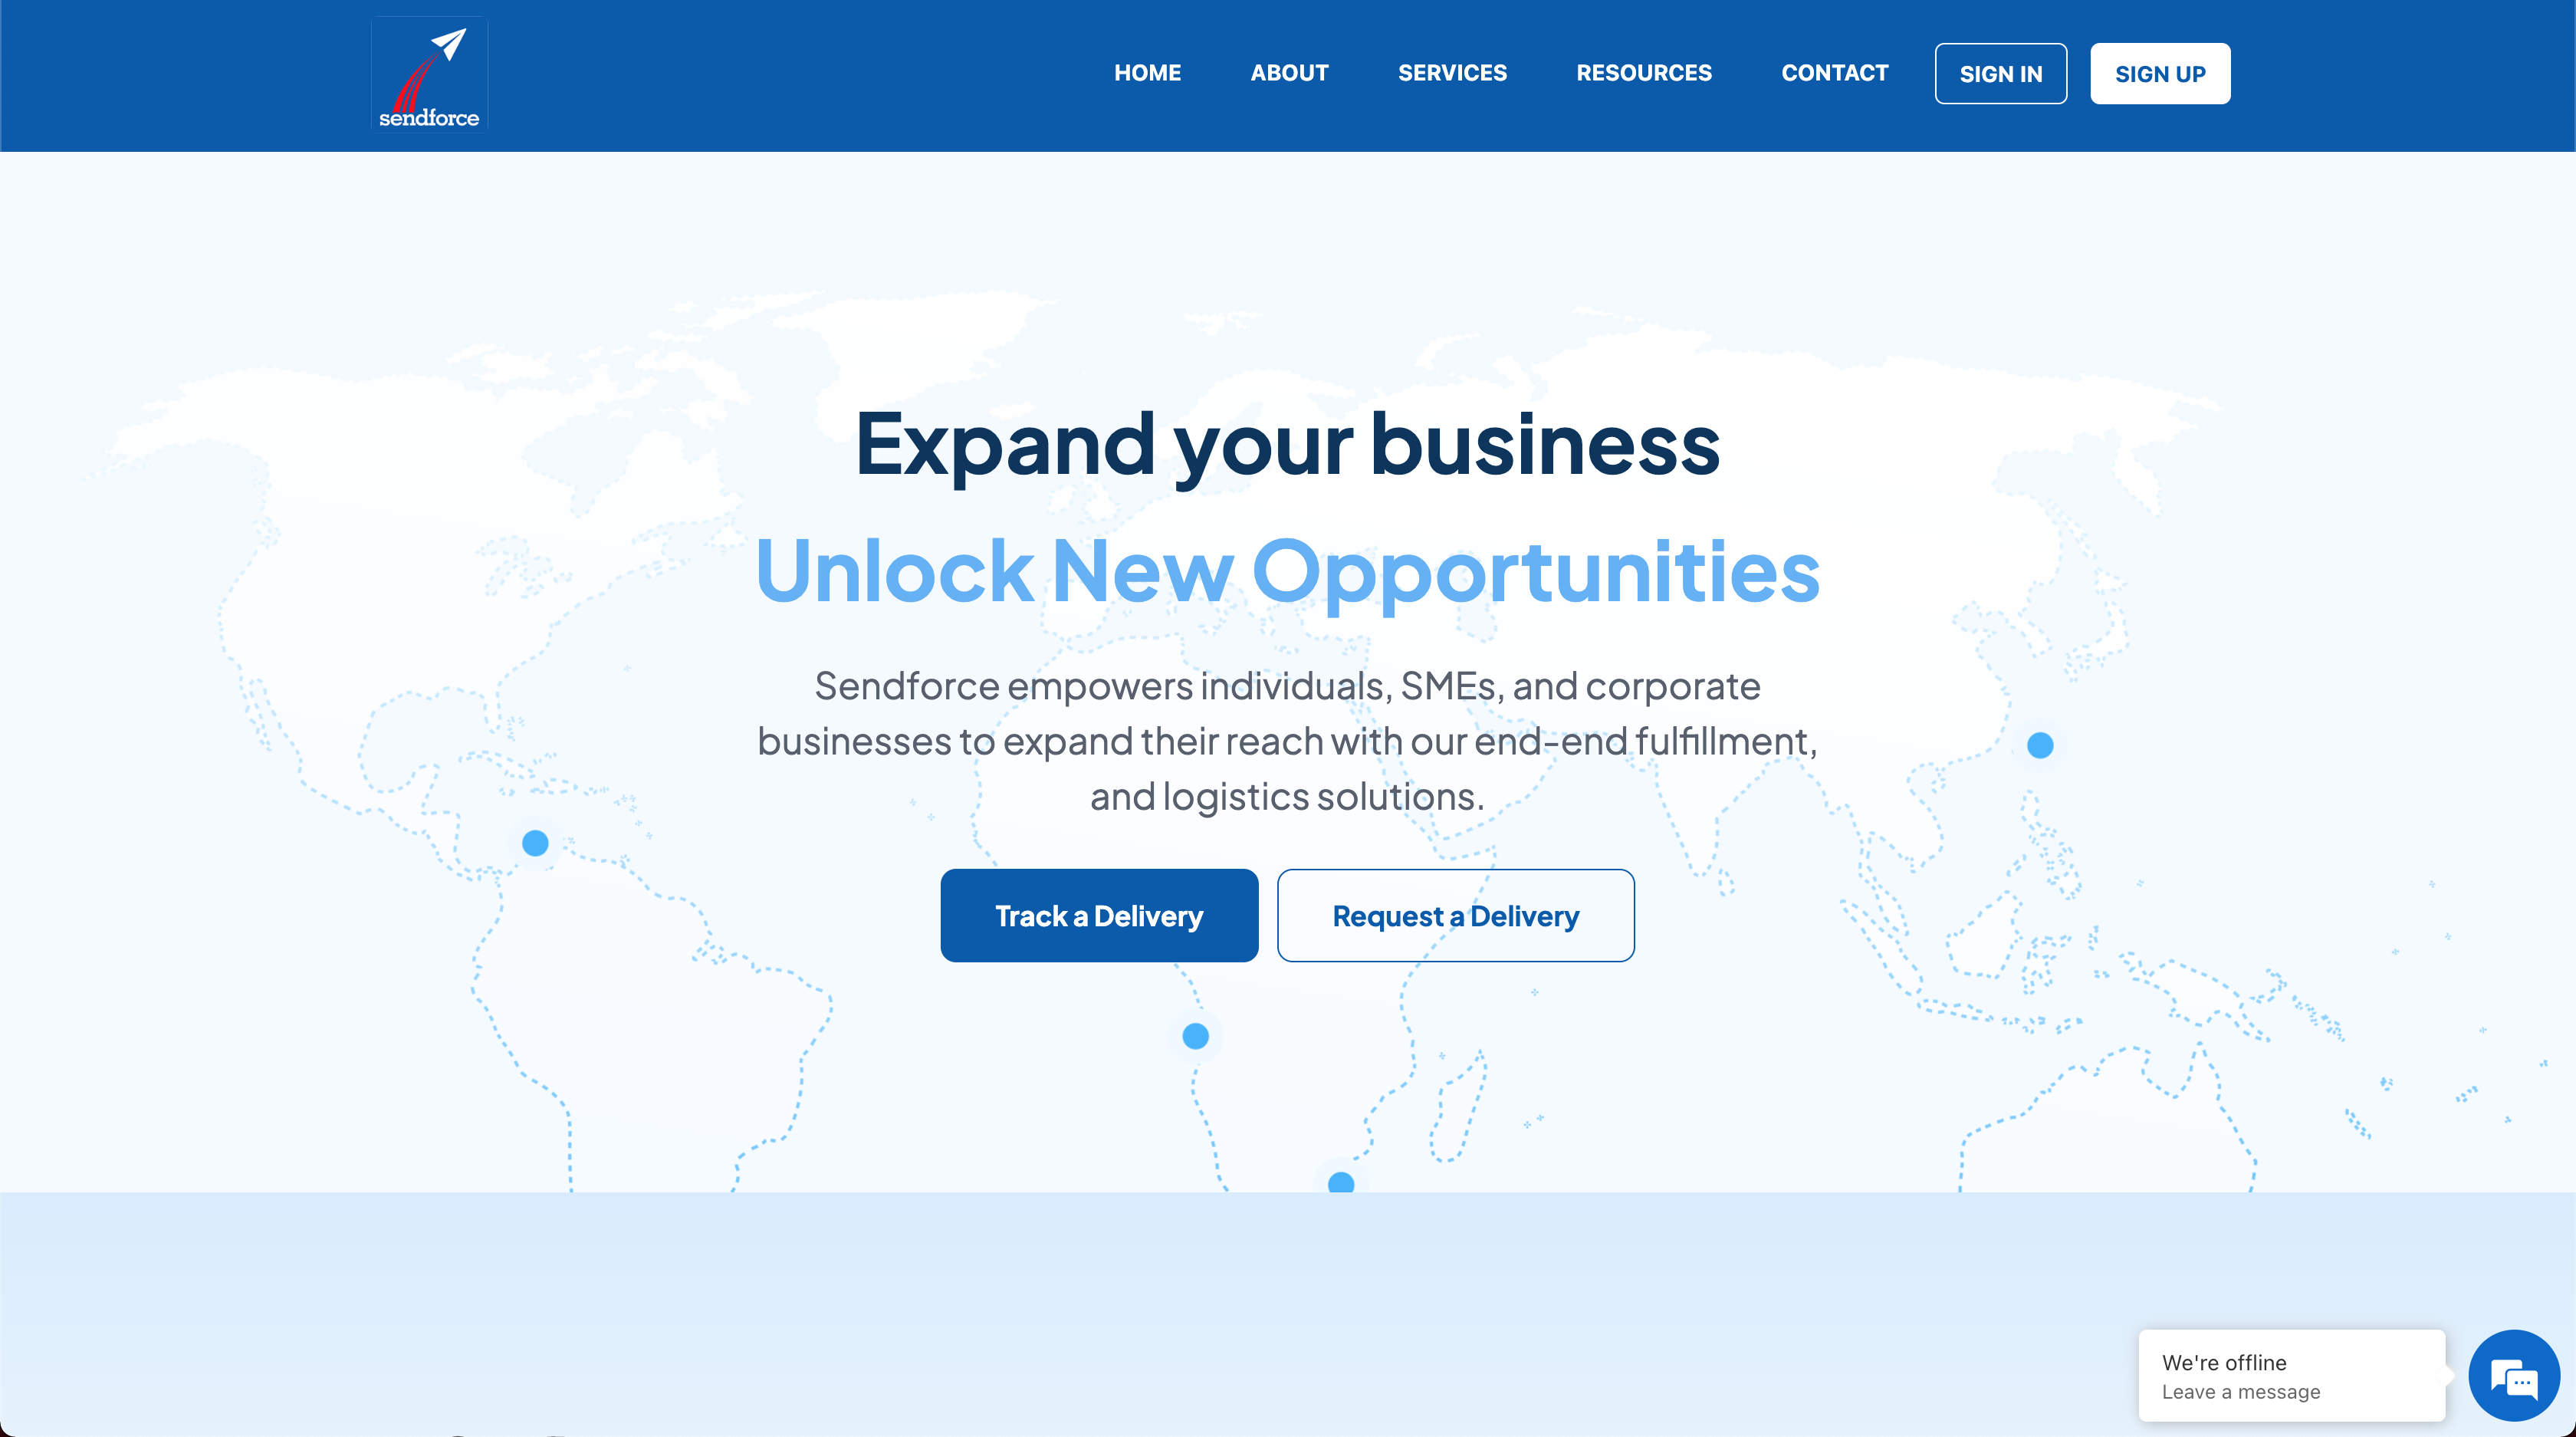 sendforce
HOME
ABOUT
SERVICES
RESOURCES
CONTACT
SIGN IN
SIGN UP
Expand your business
Unlock New Opportunities
Sendforce empowers individuals, SMEs, and corporate
businesses to expand their reach with our end-end fulfillment,
and logistics solutions.
Track a Delivery
Request a Delivery
We're offline
Leave a message